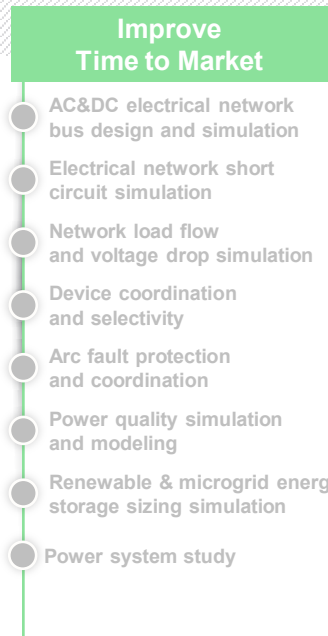 Improve
Time to Market
AC&DC electrical network
bus design and simulation
Electrical network short
circuit simulation
Network load flow
and voltage drop simulation
Device coordination
and selectivity
Arc fault protection
and coordination
Power quality simulation
and modeling
Renewable & microgrid energ
storage sizing simulation
Power system study